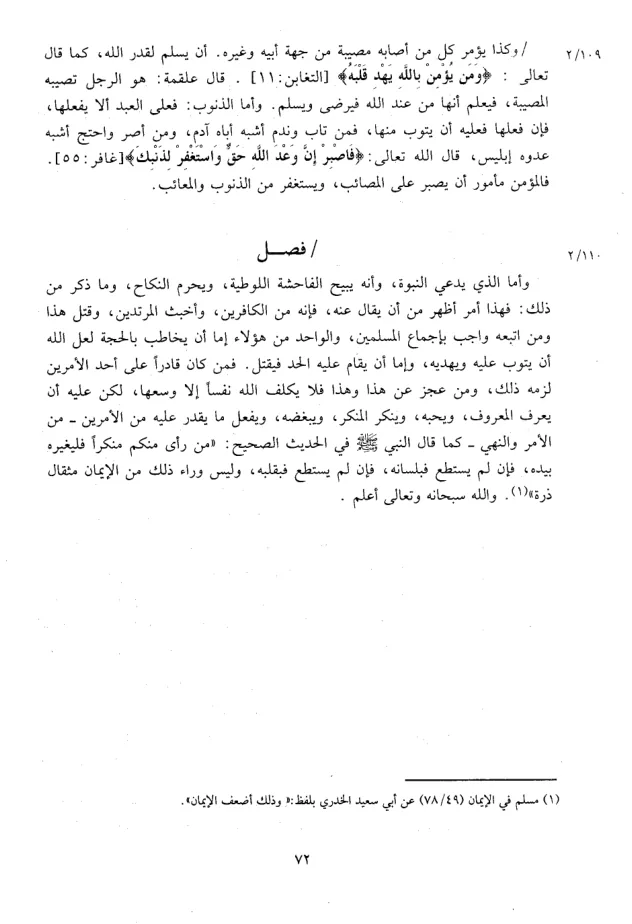 ٢/١٠٩ / وكذا يؤمر كل من أصابه مصيبة من جهة أبيه وغيره. أن يسلم لقدر الله، كما قال
تعالى : ﴿وَمَن يُؤْمِنْ بِاللَّهِ يَهْدِ قَلْبَهُ﴾ [التغابن:١١] . قال علقمة: هو الرجل تصيبه
المصيبة، فيعلم أنها من عند الله فيرضى ويسلم. وأما الذنوب: فعلى العبد ألا يفعلها،
فإن فعلها فعليه أن يتوب منها، فمن تاب وندم أشبه أباه آدم، ومن أصر واحتج أشبه
عدوه إبليس، قال الله تعالى:﴿فَاصْبِرْ إِنَّ وَعْدَ اللَّهِ حَقٌّ وَاسْتَغْفِرْ لِذَنْبِكَ﴾[غافر:٥٥].
فالمؤمن مأمور أن يصبر على المصائب، ويستغفر من الذنوب والمعائب.
٢/١١٠ / فصــل
وأما الذي يدعي النبوة، وأنه يبيح الفاحشة اللوطية، ويحرم النكاح، وما ذكر من
ذلك: فهذا أمر أظهر من أن يقال عنه، فإنه من الكافرين، وأخبث المرتدين، وقتل هذا
ومن اتبعه واجب بإجماع المسلمين، والواحد من هؤلاء إما أن يخاطب بالحجة لعل الله
أن يتوب عليه ويهديه، وإما أن يقام عليه الحد فيقتل. فمن كان قادراً على أحد الأمرين
لزمه ذلك، ومن عجز عن هذا وهذا فلا يكلف الله نفساً إلا وسعها، لكن عليه أن
يعرف المعروف، ويحبه، وينكر المنكر، ويبغضه، ويفعل ما يقدر عليه من الأمرين ـ من
الأمر والنهي ـ كما قال النبي ﷺ في الحديث الصحيح: «من رأى منكم منكراً فليغيره
بيده، فإن لم يستطع فبلسانه، فإن لم يستطع فبقلبه، وليس وراء ذلك من الإيمان مثقال
ذرة»(١). والله سبحانه وتعالى أعلم .
(١) مسلم في الإيمان (٧٨/٤٩) عن أبي سعيد الخدري بلفظ:« وذلك أضعف الإيمان».
٧٢